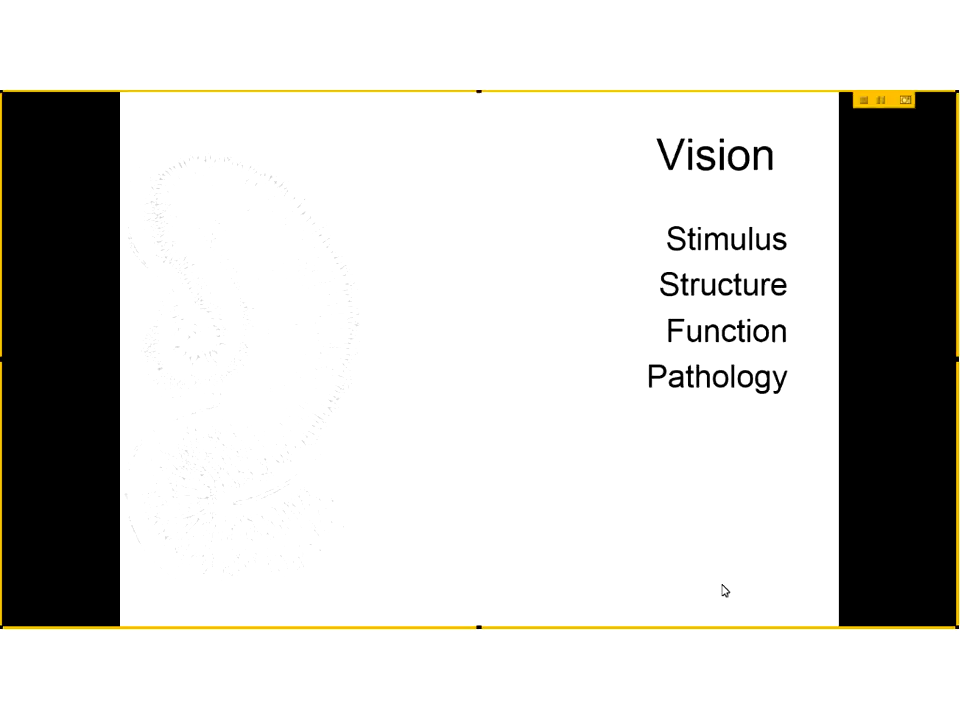 Vision
Stimulus
Structure
Function
Pathology